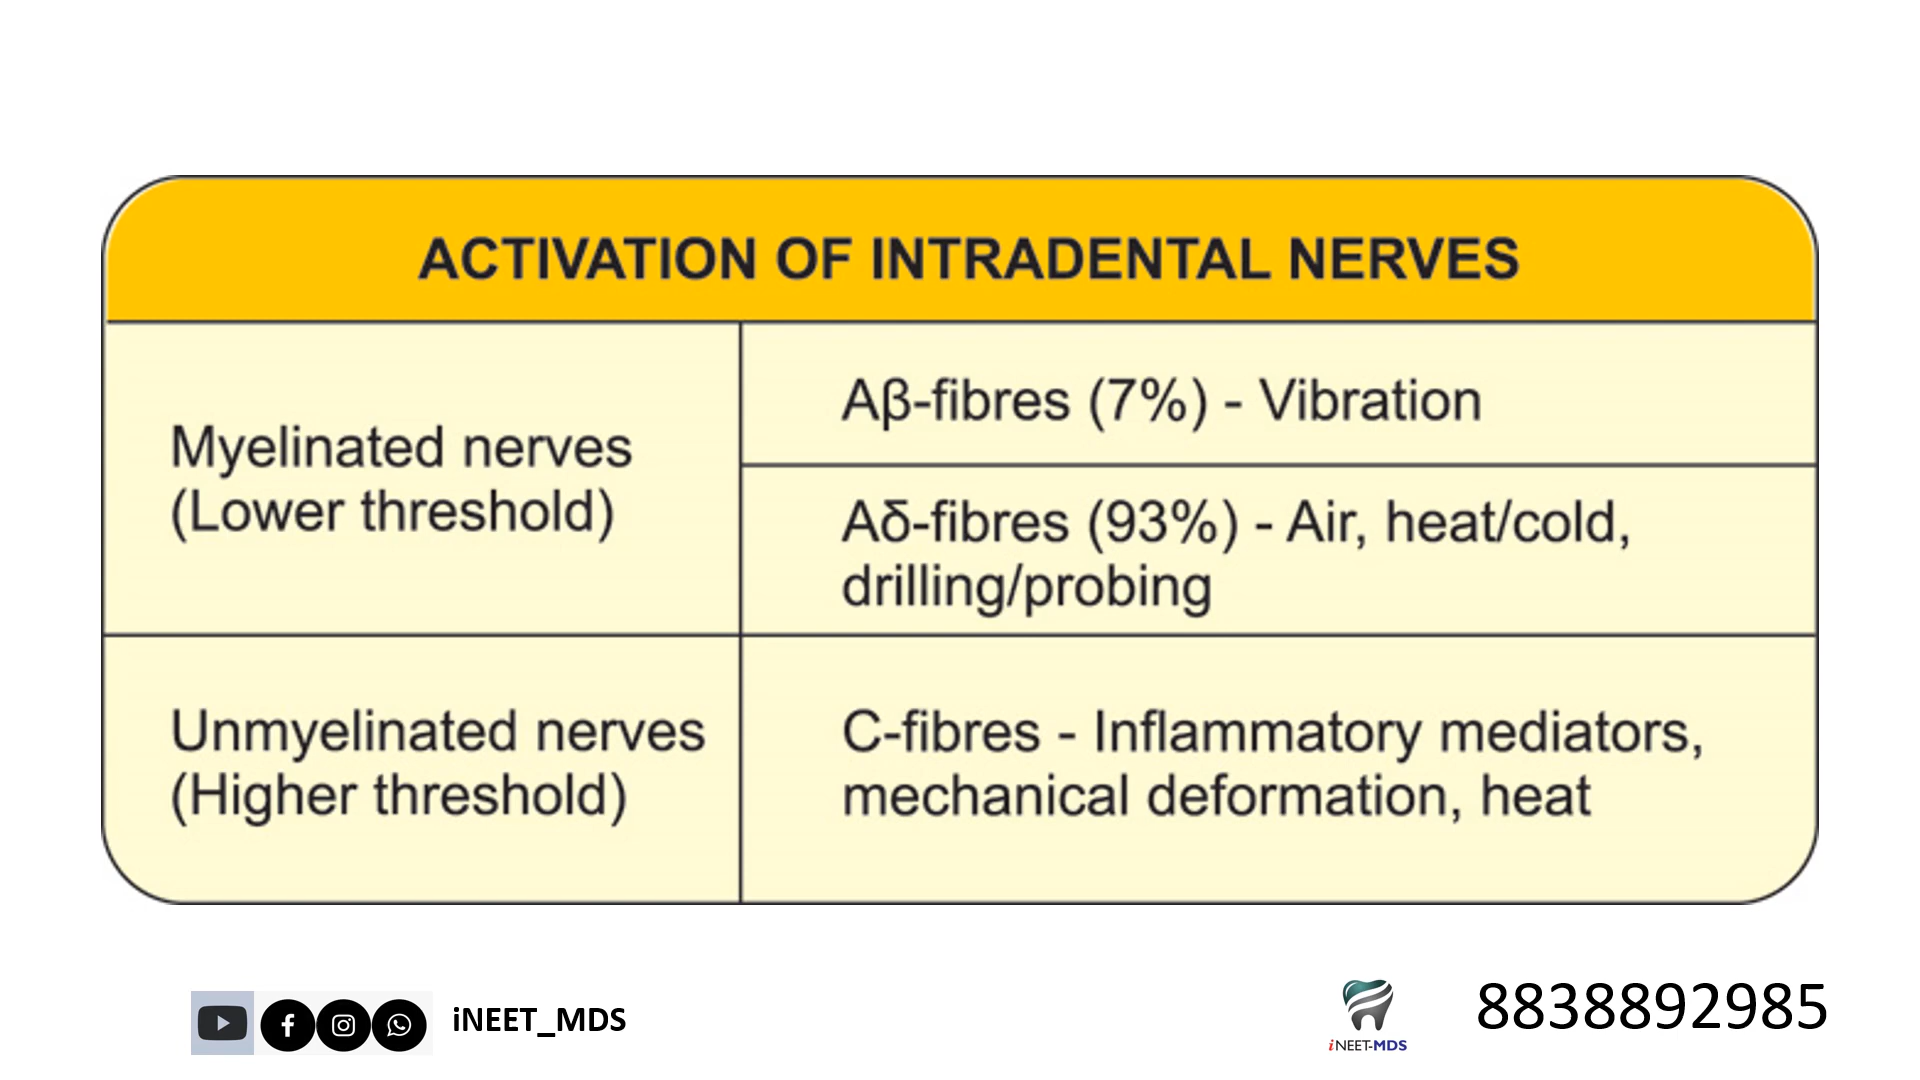 ACTIVATION OF INTRADENTAL NERVES
Myelinated nerves
(Lower threshold)
Aβ-fibres (7%) - Vibration
Aδ-fibres (93%) - Air, heat/cold,
drilling/probing
Unmyelinated nerves
(Higher threshold)
C-fibres - Inflammatory mediators,
mechanical deformation, heat
iNEET_MDS
iNEET-MDS
8838892985